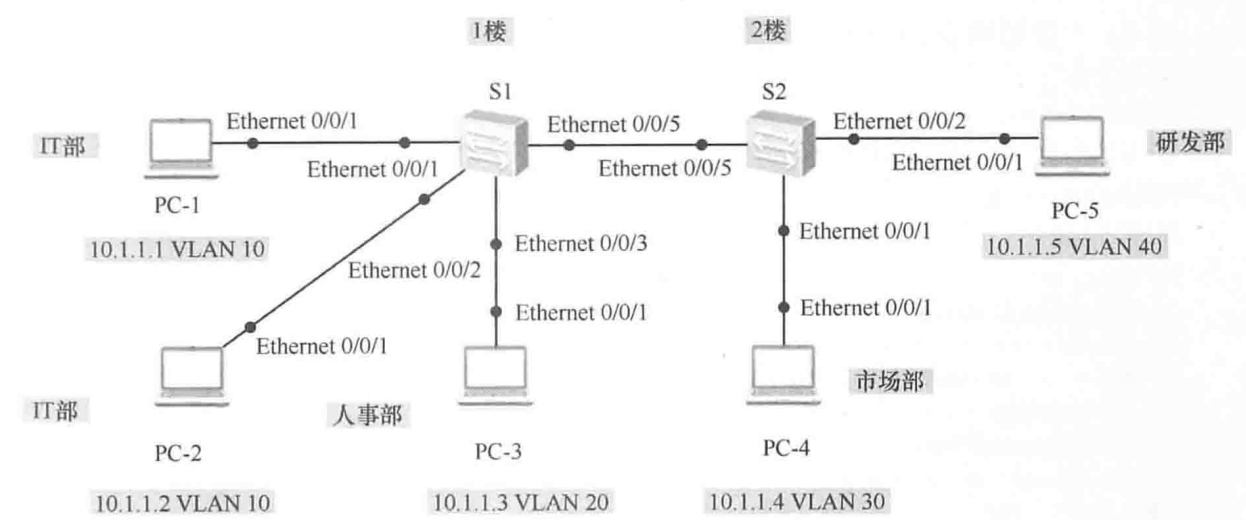 1楼
2楼
S1
S2
Ethernet 0/0/1
Ethernet 0/0/5
Ethernet 0/0/2
IT部
Ethernet 0/0/1
Ethernet 0/0/5
Ethernet 0/0/1
研发部
PC-1
PC-5
10.1.1.1 VLAN 10
Ethernet 0/0/3
Ethernet 0/0/1
10.1.1.5 VLAN 40
Ethernet 0/0/2
Ethernet 0/0/1
Ethernet 0/0/1
Ethernet 0/0/1
IT部
人事部
市场部
PC-2
PC-3
PC-4
10.1.1.2 VLAN 10
10.1.1.3 VLAN 20
10.1.1.4 VLAN 30